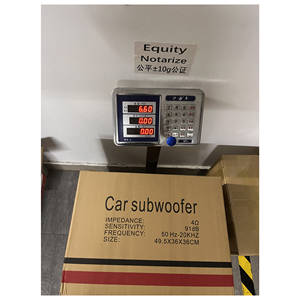 Equity
Notarize
公平±10g公证
6.60
0.00
0.00
Car subwoofer
IMPEDANCE: 4Ω
SENSITIVITY: 91dB
FREQUENCY: 50 Hz-20KHZ
SIZE: 49.5X36X36CM